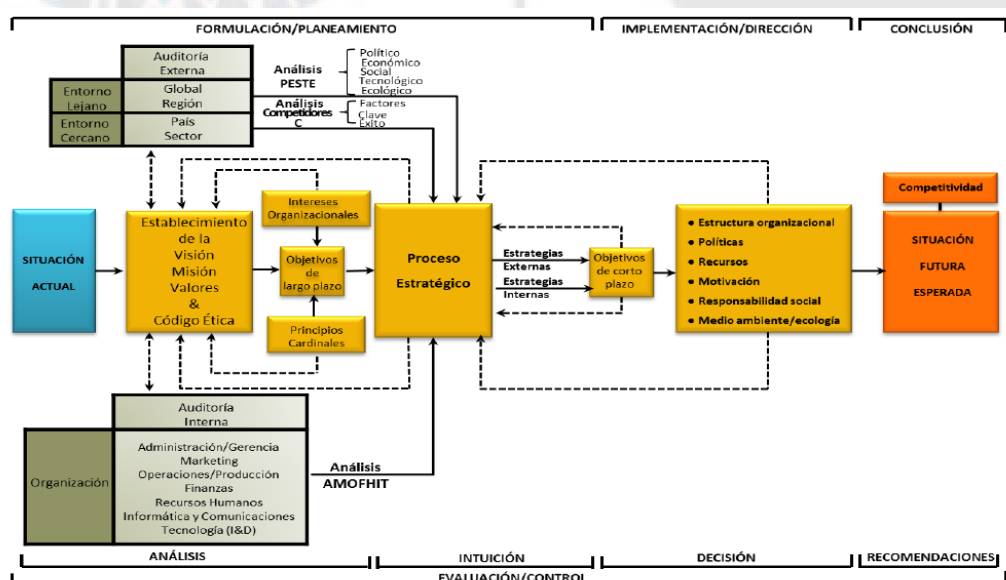 FORMULACIÓN/PLANEAMIENTO
IMPLEMENTACIÓN/DIRECCIÓN
CONCLUSIÓN
Auditoría
Externa
Entorno
Lejano
Global
Región
Entorno
Cercano
País
Sector
Análisis
PESTE
Político
Económico
Social
Tecnológico
Ecológico
Análisis
Competidores
C
Factores
Clave
Éxito
SITUACIÓN
ACTUAL
Establecimiento
de la
Visión
Misión
Valores
&
Código Ética
Intereses
Organizacionales
Objetivos
de
largo plazo
Principios
Cardinales
Proceso
Estratégico
Estrategias
Externas
Estrategias
Internas
Objetivos
de corto
plazo
• Estructura organizacional
• Políticas
• Recursos
• Motivación
• Responsabilidad social
• Medio ambiente/ecología
Competitividad
SITUACIÓN
FUTURA
ESPERADA
Auditoría
Interna
Organización
Administración/Gerencia
Marketing
Operaciones/Producción
Finanzas
Recursos Humanos
Informática y Comunicaciones
Tecnología (I&D)
Análisis
AMOFHIT
ANÁLISIS
INTUICIÓN
DECISIÓN
RECOMENDACIONES
EVALUACIÓN/CONTROL